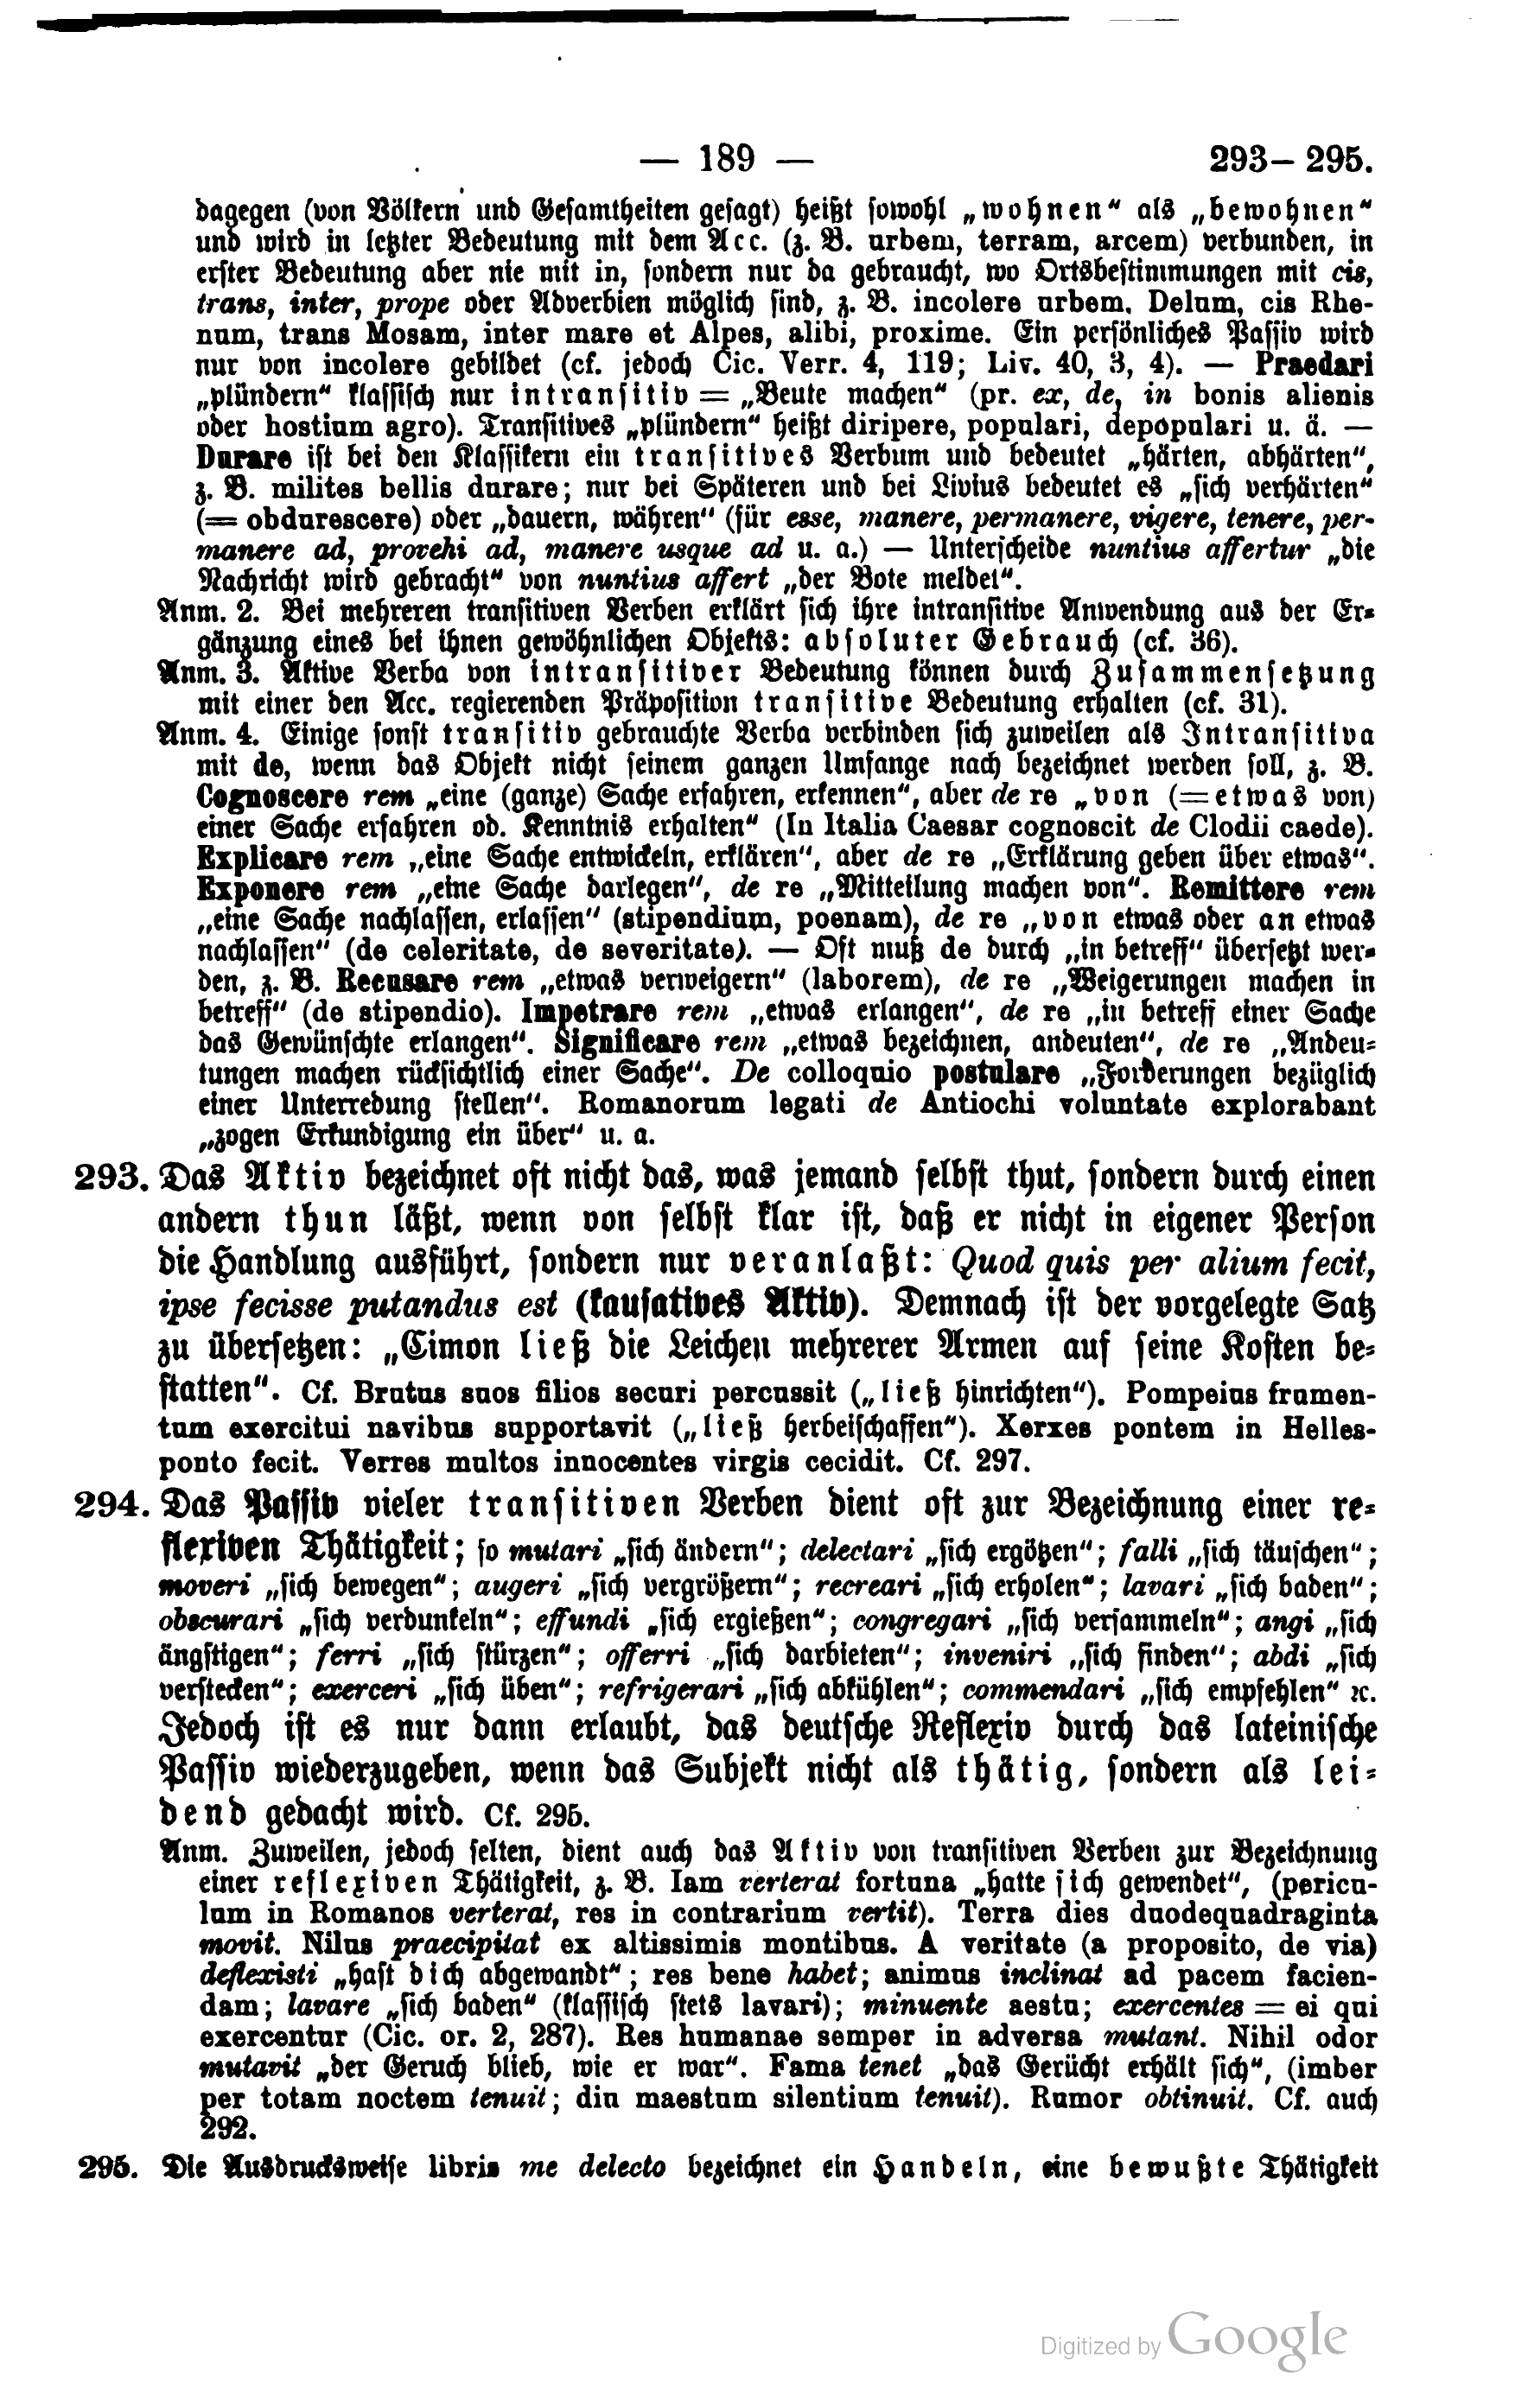 — 189 — 293–295.
dagegen (von Völkern und Gesamtheiten gesagt) heißt sowohl „wohnen“ als „bewohnen“
und wird in letzter Bedeutung mit dem Acc. (z. B. urbem, terram, arcem) verbunden, in
erster Bedeutung aber nie mit in, sondern nur da gebraucht, wo Ortsbestimmungen mit cis,
trans, inter, prope oder Adverbien möglich sind, z. B. incolere urbem, Delum, cis Rhe-
num, trans Mosam, inter mare et Alpes, alibi, proxime. Ein persönliches Passiv wird
nur von incolere gebildet (cf. jedoch Cic. Verr. 4, 119; Liv. 40, 3, 4). — Praedari
„plündern“ klassisch nur intransitiv = „Beute machen“ (pr. ex, de, in bonis alienis
oder hostium agro). Transitives „plündern“ heißt diripere, populari, depopulari u. ä. —
Durare ist bei den Klassikern ein transitives Verbum und bedeutet „härten, abhärten“,
z. B. milites bellis durare; nur bei Späteren und bei Livius bedeutet es „sich verhärten“
(= obdurescere) oder „dauern, währen“ (für esse, manere, permanere, vigere, tenere, per-
manere ad, provehi ad, manere usque ad u. a.) — Unterscheide nuntius affertur „die
Nachricht wird gebracht“ von nuntius affert „der Bote meldet“.
Anm. 2. Bei mehreren transitiven Verben erklärt sich ihre intransitive Anwendung aus der Er-
gänzung eines bei ihnen gewöhnlichen Objekts: absoluter Gebrauch (cf. 36).
Anm. 3. Aktive Verba von intransitiver Bedeutung können durch Zusammensetzung
mit einer den Acc. regierenden Präposition transitive Bedeutung erhalten (cf. 31).
Anm. 4. Einige sonst transitiv gebrauchte Verba verbinden sich zuweilen als Intransitiva
mit de, wenn das Objekt nicht seinem ganzen Umfange nach bezeichnet werden soll, z. B.
Cognoscere rem „eine (ganze) Sache erfahren, erkennen“, aber de re „von (= etwas von)
einer Sache erfahren od. Kenntnis erhalten“ (In Italia Caesar cognoscit de Clodii caede).
Explicare rem „eine Sache entwickeln, erklären“, aber de re „Erklärung geben über etwas“.
Exponere rem „eine Sache darlegen“, de re „Mitteilung machen von“. Remittere rem
„eine Sache nachlassen, erlassen“ (stipendium, poenam), de re „von etwas oder an etwas
nachlassen“ (de celeritate, de severitate). — Oft muß de durch „in betreff“ übersetzt wer-
den, z. B. Recusare rem „etwas verweigern“ (laborem), de re „Weigerungen machen in
betreff“ (de stipendio). Impetrare rem „etwas erlangen“, de re „in betreff einer Sache
das Gewünschte erlangen“. Significare rem „etwas bezeichnen, andeuten“, de re „Andeu-
tungen machen rücksichtlich einer Sache“. De colloquio postulare „Forderungen bezüglich
einer Unterredung stellen“. Romanorum legati de Antiochi voluntate explorabant
„zogen Erkundigung ein über“ u. a.
293. Das Aktiv bezeichnet oft nicht das, was jemand selbst thut, sondern durch einen
andern thun läßt, wenn von selbst klar ist, daß er nicht in eigener Person
die Handlung ausführt, sondern nur veranlaßt: Quod quis per alium fecit,
ipse fecisse putandus est (kausatives Aktiv). Demnach ist der vorgelegte Satz
zu übersetzen: „Cimon ließ die Leichen mehrerer Armen auf seine Kosten be-
statten“. Cf. Brutus suos filios securi percussit („ließ hinrichten“). Pompeius frumen-
tum exercitui navibus supportavit („ließ herbeischaffen“). Xerxes pontem in Helles-
ponto fecit. Verres multos innocentes virgis cecidit. Cf. 297.
294. Das Passiv vieler transitiven Verben dient oft zur Bezeichnung einer re-
flexiven Thätigkeit; so mutari „sich ändern“; delectari „sich ergötzen“; falli „sich täuschen“;
moveri „sich bewegen“; augeri „sich vergrößern“; recreari „sich erholen“; lavari „sich baden“;
obscurari „sich verdunkeln“; effundi „sich ergießen“; congregari „sich versammeln“; angi „sich
ängstigen“; ferri „sich stürzen“; offerri „sich darbieten“; inveniri „sich finden“; abdi „sich
verstecken“; exerceri „sich üben“; refrigerari „sich abkühlen“; commendari „sich empfehlen“ ꝛc.
Jedoch ist es nur dann erlaubt, das deutsche Reflexiv durch das lateinische
Passiv wiederzugeben, wenn das Subjekt nicht als thätig, sondern als lei-
dend gedacht wird. Cf. 295.
Anm. Zuweilen, jedoch selten, dient auch das Aktiv von transitiven Verben zur Bezeichnung
einer reflexiven Thätigkeit, z. B. Iam verterat fortuna „hatte sich gewendet“, (pericu-
lum in Romanos verterat, res in contrarium vertit). Terra dies duodequadraginta
movit. Nilus praecipitat ex altissimis montibus. A veritate (a proposito, de via)
deflexisti „hast dich abgewandt“; res bene habet; animus inclinat ad pacem facien-
dam; lavare „sich baden“ (klassisch stets lavari); minuente aestu; exercentes = ei qui
exercentur (Cic. or. 2, 287). Res humanae semper in adversa mutant. Nihil odor
mutavit „der Geruch blieb, wie er war“. Fama tenet „das Gerücht erhält sich“, (imber
per totam noctem tenuit; diu maestum silentium tenuit). Rumor obtinuit. Cf. auch
292.
295. Die Ausdrucksweise libris me delecto bezeichnet ein Handeln, eine bewußte Thätigkeit
Digitized by Google